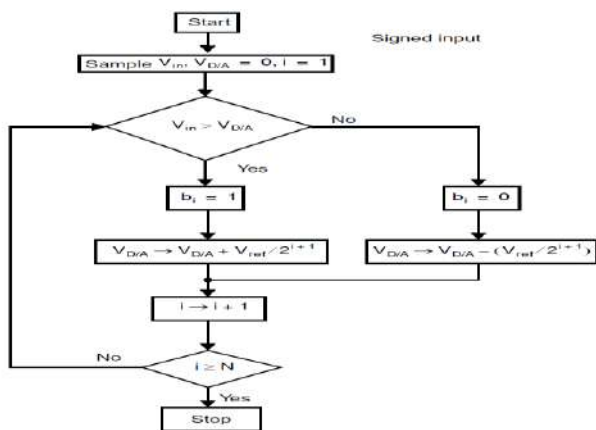 Start
Signed input
Sample V_in, V_D/A = 0, i = 1
V_in > V_D/A
No
Yes
b_i = 1
b_i = 0
V_D/A → V_D/A + V_ref/2^{i+1}
V_D/A → V_D/A − (V_ref/2^{i+1})
i → i + 1
No
i ≥ N
Yes
Stop